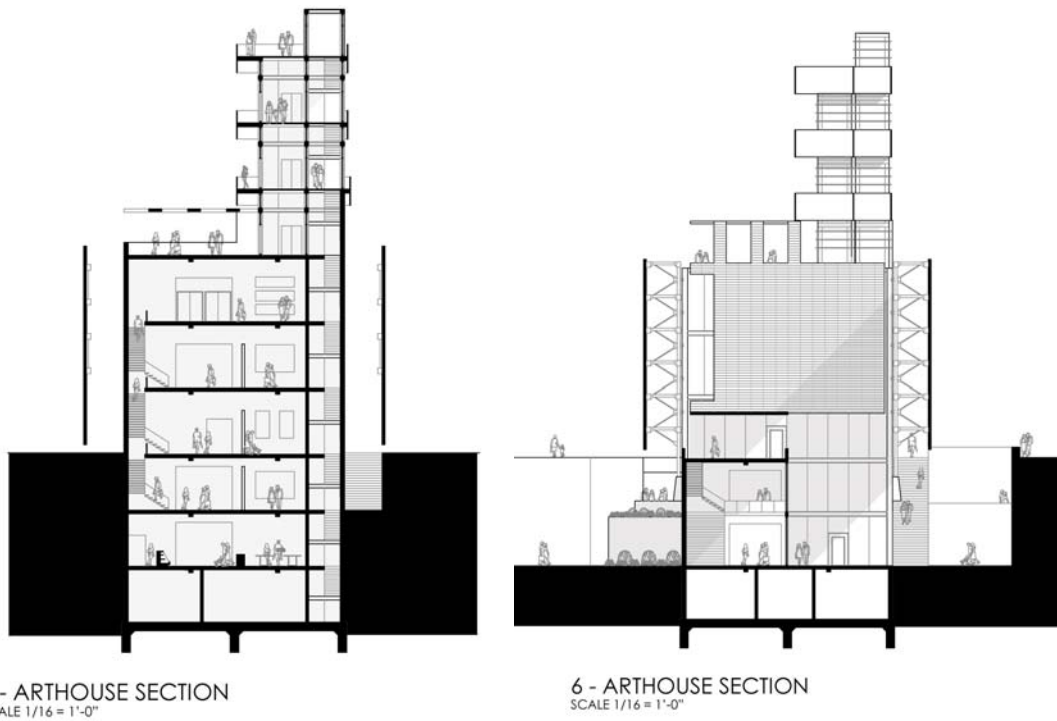 - ARTHOUSE SECTION
ALE 1/16 = 1'-0"
6 - ARTHOUSE SECTION
SCALE 1/16 = 1'-0"